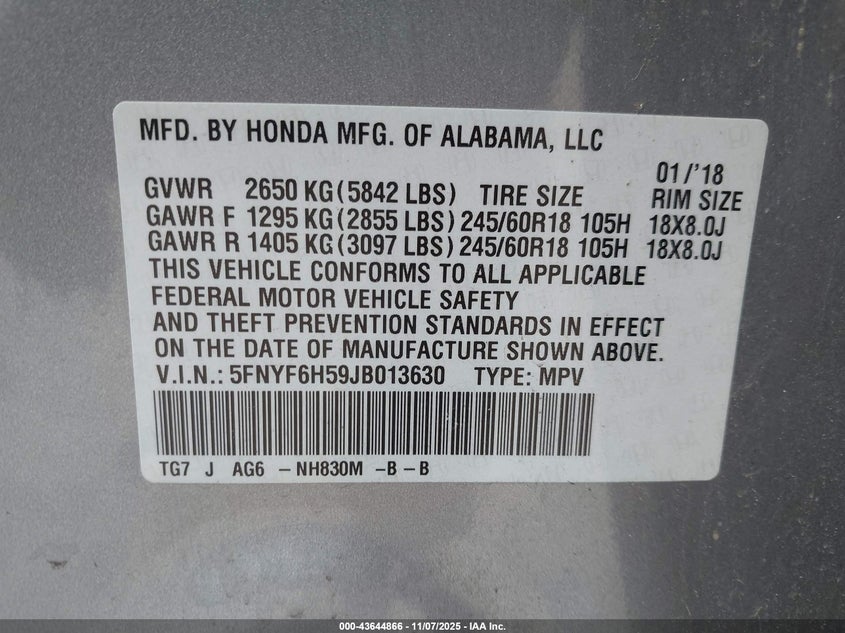 MFD. BY HONDA MFG. OF ALABAMA, LLC
01/'18
GVWR 2650 KG(5842 LBS) TIRE SIZE RIM SIZE
GAWR F 1295 KG(2855 LBS) 245/60R18 105H 18X8.0J
GAWR R 1405 KG(3097 LBS) 245/60R18 105H 18X8.0J
THIS VEHICLE CONFORMS TO ALL APPLICABLE
FEDERAL MOTOR VEHICLE SAFETY
AND THEFT PREVENTION STANDARDS IN EFFECT
ON THE DATE OF MANUFACTURE SHOWN ABOVE.
V.I.N.: 5FNYF6H59JB013630 TYPE: MPV
TG7 J AG6 -NH830M -B-B
000-43644866 - 11/07/2025 - IAA Inc.